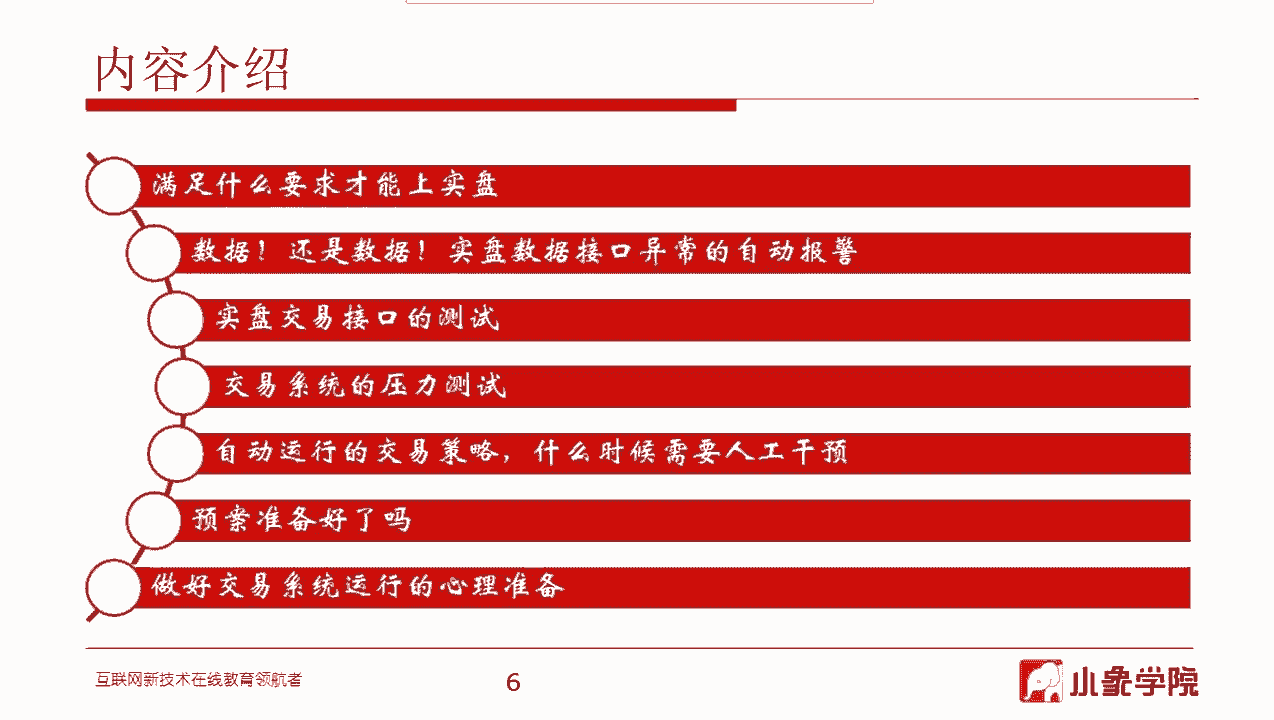 内容介绍
满足什么要求才能上实盘
数据！还是数据！实盘数据接口异常的自动报警
实盘交易接口的测试
交易系统的压力测试
自动运行的交易策略，什么时候需要人工干预
预案准备好了吗
做好交易系统运行的心理准备
互联网新技术在线教育领航者
6
小象学院